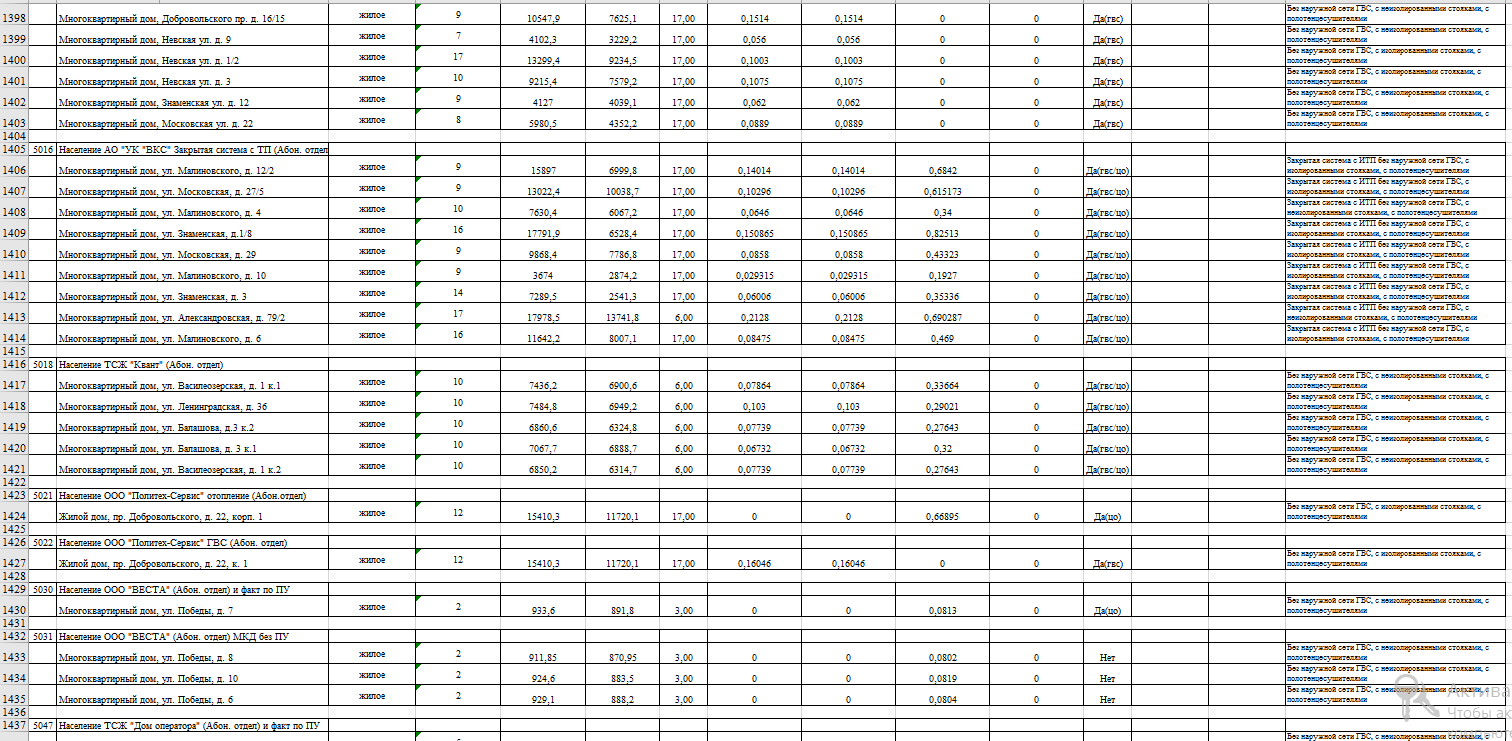 1398 Многоквартирный дом, Добровольского пр. д. 16/15 жилое 9 10547,9 7625,1 17,00 0,1514 0,1514 0 0 Да(гвс) Без наружной сети ГВС, с неизолированными стояками, с полотенцесушителями
1399 Многоквартирный дом, Невская ул. д. 9 жилое 7 4102,3 3229,2 17,00 0,056 0,056 0 0 Да(гвс) Без наружной сети ГВС, с неизолированными стояками, с полотенцесушителями
1400 Многоквартирный дом, Невская ул. д. 1/2 жилое 17 13299,4 9234,5 17,00 0,1003 0,1003 0 0 Да(гвс) Без наружной сети ГВС, с изолированными стояками, с полотенцесушителями
1401 Многоквартирный дом, Невская ул. д. 3 жилое 10 9215,4 7579,2 17,00 0,1075 0,1075 0 0 Да(гвс) Без наружной сети ГВС, с изолированными стояками, с полотенцесушителями
1402 Многоквартирный дом, Знаменская ул. д. 12 жилое 9 4127 4039,1 17,00 0,062 0,062 0 0 Да(гвс) Без наружной сети ГВС, с неизолированными стояками, с полотенцесушителями
1403 Многоквартирный дом, Московская ул. д. 22 жилое 8 5980,5 4352,2 17,00 0,0889 0,0889 0 0 Да(гвс) Без наружной сети ГВС, с неизолированными стояками, с полотенцесушителями
1404
1405 5016 Население АО "УК "ВКС" Закрытая система с ТП (Абон. отдел
1406 Многоквартирный дом, ул. Малиновского, д. 12/2 жилое 9 15897 6999,8 17,00 0,14014 0,14014 0,6842 0 Да(гвс/цо) Закрытая система с ИТП без наружной сети ГВС, с изолированными стояками, с полотенцесушителями
1407 Многоквартирный дом, ул. Московская, д. 27/5 жилое 9 13022,4 10038,7 17,00 0,10296 0,10296 0,615173 0 Да(гвс/цо) Закрытая система с ИТП без наружной сети ГВС, с изолированными стояками, с полотенцесушителями
1408 Многоквартирный дом, ул. Малиновского, д. 4 жилое 10 7630,4 6067,2 17,00 0,0646 0,0646 0,34 0 Да(гвс/цо) Закрытая система с ИТП без наружной сети ГВС, с неизолированными стояками, с полотенцесушителями
1409 Многоквартирный дом, ул. Знаменская, д.1/8 жилое 16 17791,9 6528,4 17,00 0,150865 0,150865 0,82513 0 Да(гвс/цо) Закрытая система с ИТП без наружной сети ГВС, с изолированными стояками, с полотенцесушителями
1410 Многоквартирный дом, ул. Московская, д. 29 жилое 9 9868,4 7786,8 17,00 0,0858 0,0858 0,43323 0 Да(гвс/цо) Закрытая система с ИТП без наружной сети ГВС, с изолированными стояками, с полотенцесушителями
1411 Многоквартирный дом, ул. Малиновского, д. 10 жилое 9 3674 2874,2 17,00 0,029315 0,029315 0,1927 0 Да(гвс/цо) Закрытая система с ИТП без наружной сети ГВС, с изолированными стояками, с полотенцесушителями
1412 Многоквартирный дом, ул. Знаменская, д. 3 жилое 14 7289,5 2541,3 17,00 0,06006 0,06006 0,35336 0 Да(гвс/цо) Закрытая система с ИТП без наружной сети ГВС, с изолированными стояками, с полотенцесушителями
1413 Многоквартирный дом, ул. Александровская, д. 79/2 жилое 17 17978,5 13741,8 6,00 0,2128 0,2128 0,690287 0 Да(гвс/цо) Закрытая система с ИТП без наружной сети ГВС, с неизолированными стояками, с полотенцесушителями
1414 Многоквартирный дом, ул. Малиновского, д. 6 жилое 16 11642,2 8007,1 17,00 0,08475 0,08475 0,469 0 Да(гвс/цо) Закрытая система с ИТП без наружной сети ГВС, с изолированными стояками, с полотенцесушителями
1415
1416 5018 Население ТСЖ "Квант" (Абон. отдел)
1417 Многоквартирный дом, ул. Василеозерская, д. 1 к.1 жилое 10 7436,2 6900,6 6,00 0,07864 0,07864 0,33664 0 Да(гвс/цо) Без наружной сети ГВС, с неизолированными стояками, с полотенцесушителями
1418 Многоквартирный дом, ул. Ленинградская, д. 36 жилое 10 7484,8 6949,2 6,00 0,103 0,103 0,29021 0 Да(гвс/цо) Без наружной сети ГВС, с неизолированными стояками, с полотенцесушителями
1419 Многоквартирный дом, ул. Балашова, д.3 к.2 жилое 10 6860,6 6324,8 6,00 0,07739 0,07739 0,27643 0 Да(гвс/цо) Без наружной сети ГВС, с неизолированными стояками, с полотенцесушителями
1420 Многоквартирный дом, ул. Балашова, д. 3 к.1 жилое 10 7067,7 6888,7 6,00 0,06732 0,06732 0,32 0 Да(гвс/цо) Без наружной сети ГВС, с неизолированными стояками, с полотенцесушителями
1421 Многоквартирный дом, ул. Василеозерская, д. 1 к.2 жилое 10 6850,2 6314,7 6,00 0,07739 0,07739 0,27643 0 Да(гвс/цо) Без наружной сети ГВС, с неизолированными стояками, с полотенцесушителями
1422
1423 5021 Население ООО "Политех-Сервис" отопление (Абон.отдел)
1424 Жилой дом, пр. Добровольского, д. 22, корп. 1 жилое 12 15410,3 11720,1 17,00 0 0 0,66895 0 Да(цо) Без наружной сети ГВС, с изолированными стояками, с полотенцесушителями
1425
1426 5022 Население ООО "Политех-Сервис" ГВС (Абон. отдел)
1427 Жилой дом, пр. Добровольского, д. 22, к. 1 жилое 12 15410,3 11720,1 17,00 0,16046 0,16046 0 0 Да(гвс) Без наружной сети ГВС, с изолированными стояками, с полотенцесушителями
1428
1429 5030 Население ООО "ВЕСТА" (Абон. отдел) и факт по ПУ
1430 Многоквартирный дом, ул. Победы, д. 7 жилое 2 933,6 891,8 3,00 0 0 0,0813 0 Да(цо) Без наружной сети ГВС, с неизолированными стояками, с полотенцесушителями
1431
1432 5031 Население ООО "ВЕСТА" (Абон. отдел) МКД без ПУ
1433 Многоквартирный дом, ул. Победы, д. 8 жилое 2 911,85 870,95 3,00 0 0 0,0802 0 Нет Без наружной сети ГВС, с неизолированными стояками, с полотенцесушителями
1434 Многоквартирный дом, ул. Победы, д. 10 жилое 2 924,6 883,5 3,00 0 0 0,0819 0 Нет Без наружной сети ГВС, с неизолированными стояками, с полотенцесушителями
1435 Многоквартирный дом, ул. Победы, д. 6 жилое 2 929,1 888,2 3,00 0 0 0,0804 0 Нет Без наружной сети ГВС, с неизолированными стояками, с полотенцесушителями
1436
1437 5047 Население ТСЖ "Дом оператора" (Абон. отдел) и факт по ПУ
Без наружной сети ГВС, с неизолированными стояками, с
Актива
Чтобы ак